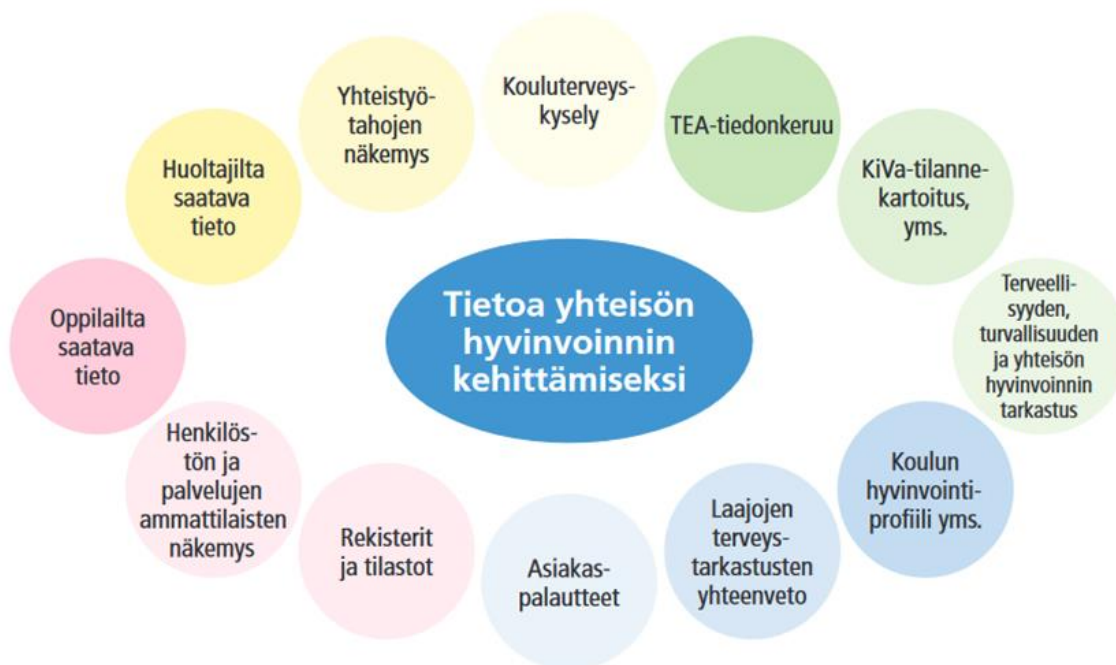 Kouluterveys-
kysely
TEA-tiedonkeruu
KiVa-tilanne-
kartoitus,
yms.
Terveelli-
syyden,
turvallisuuden
ja yhteisön
hyvinvoinnin
tarkastus
Koulun
hyvinvointi-
profiili yms.
Laajojen
terveys-
tarkastusten
yhteenveto
Asiakas-
palautteet
Rekisterit
ja tilastot
Henkilös-
tön ja
palvelujen
ammattilaisten
näkemys
Oppilailta
saatava
tieto
Huoltajilta
saatava
tieto
Yhteistyö-
tahojen
näkemys
Tietoa yhteisön
hyvinvoinnin
kehittämiseksi